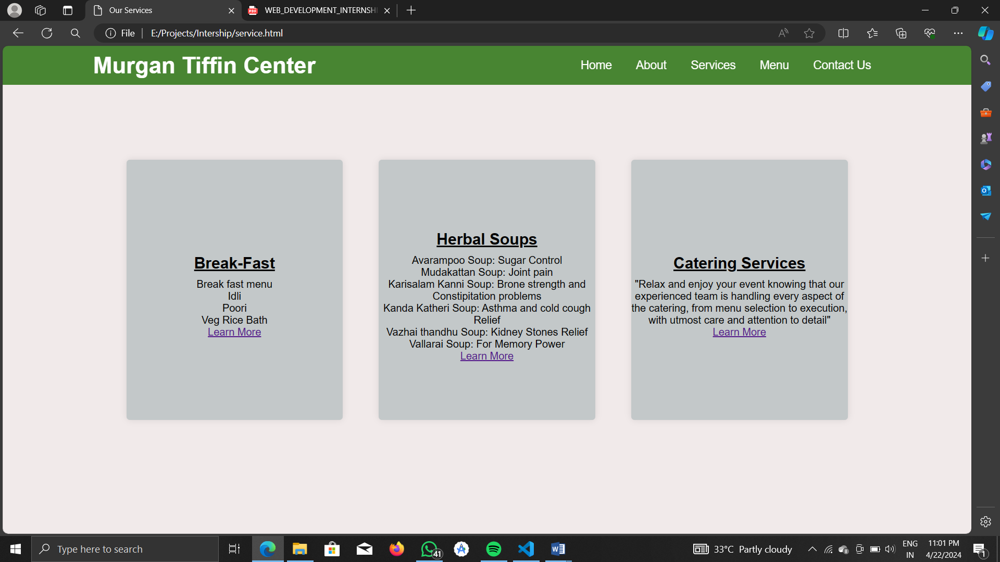 Our Services
WEB_DEVELOPMENT_INTERNSHI
File
E:/Projects/Intership/service.html
Murgan Tiffin Center
Home
About
Services
Menu
Contact Us
Break-Fast
Break fast menu
Idli
Poori
Veg Rice Bath
Learn More
Herbal Soups
Avarampoo Soup: Sugar Control
Mudakattan Soup: Joint pain
Karisalam Kanni Soup: Brone strength and
Constipitation problems
Kanda Katheri Soup: Asthma and cold cough
Relief
Vazhai thandhu Soup: Kidney Stones Relief
Vallarai Soup: For Memory Power
Learn More
Catering Services
"Relax and enjoy your event knowing that our
experienced team is handling every aspect of
the catering, from menu selection to execution,
with utmost care and attention to detail"
Learn More
Type here to search
41
33°C Partly cloudy
ENG
IN
11:01 PM
4/22/2024
1